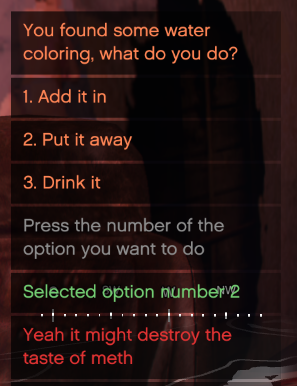 You found some water
coloring, what do you do?
1. Add it in
2. Put it away
3. Drink it
Press the number of the
option you want to do
Selected option number 2
NW
Yeah it might destroy the
taste of meth